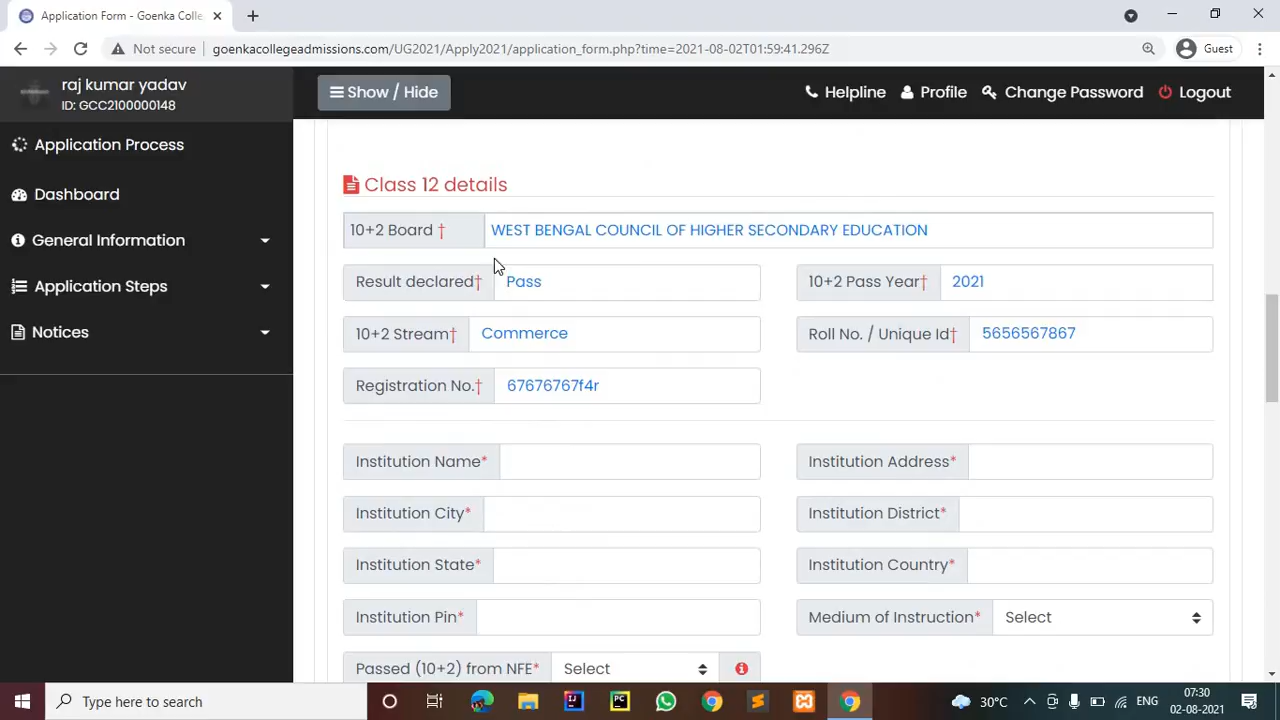 Application Form - Goenka Colle
Not secure
goenkacollegeadmissions.com/UG2021/Apply2021/application_form.php?time=2021-08-02T01:59:41.296Z
Guest
raj kumar yadav
ID: GCC2100000148
Show / Hide
Helpline
Profile
Change Password
Logout
Application Process
Dashboard
General Information
Application Steps
Notices
Class 12 details
10+2 Board † WEST BENGAL COUNCIL OF HIGHER SECONDARY EDUCATION
Result declared† Pass
10+2 Pass Year† 2021
10+2 Stream† Commerce
Roll No. / Unique Id† 5656567867
Registration No.† 67676767f4r
Institution Name*
Institution Address*
Institution City*
Institution District*
Institution State*
Institution Country*
Institution Pin*
Medium of Instruction* Select
Passed (10+2) from NFE* Select
Type here to search
PC
30°C
ENG
07:30
02-08-2021